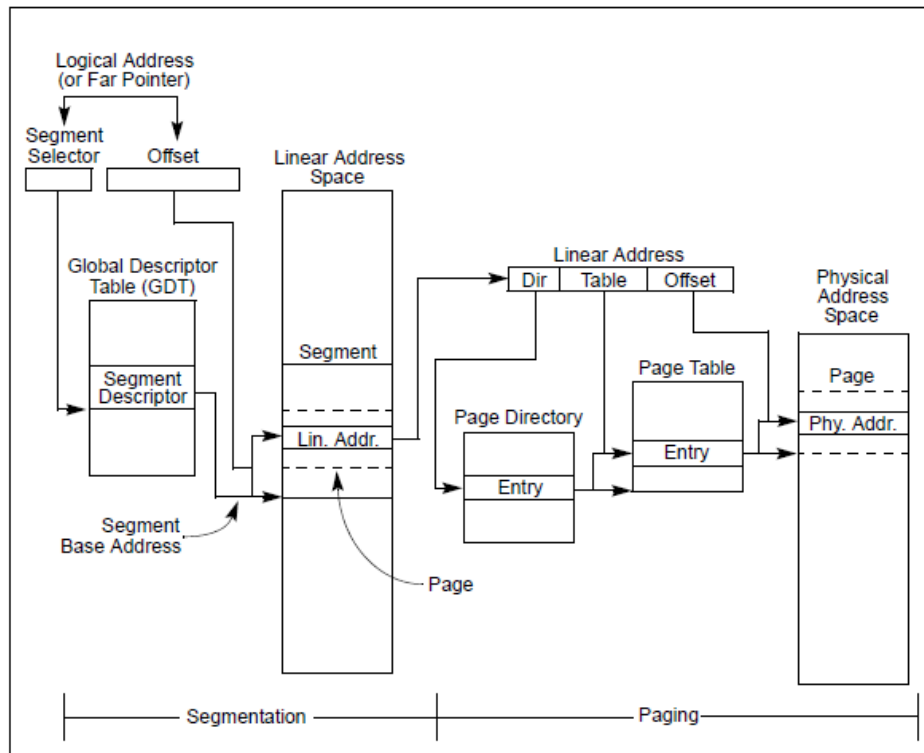 Logical Address
(or Far Pointer)
Segment
Selector
Offset
Linear Address
Space
Global Descriptor
Table (GDT)
Segment
Descriptor
Segment
Lin. Addr.
Segment
Base Address
Page
Linear Address
Dir Table Offset
Physical
Address
Space
Page Directory
Entry
Page Table
Entry
Page
Phy. Addr.
Segmentation
Paging